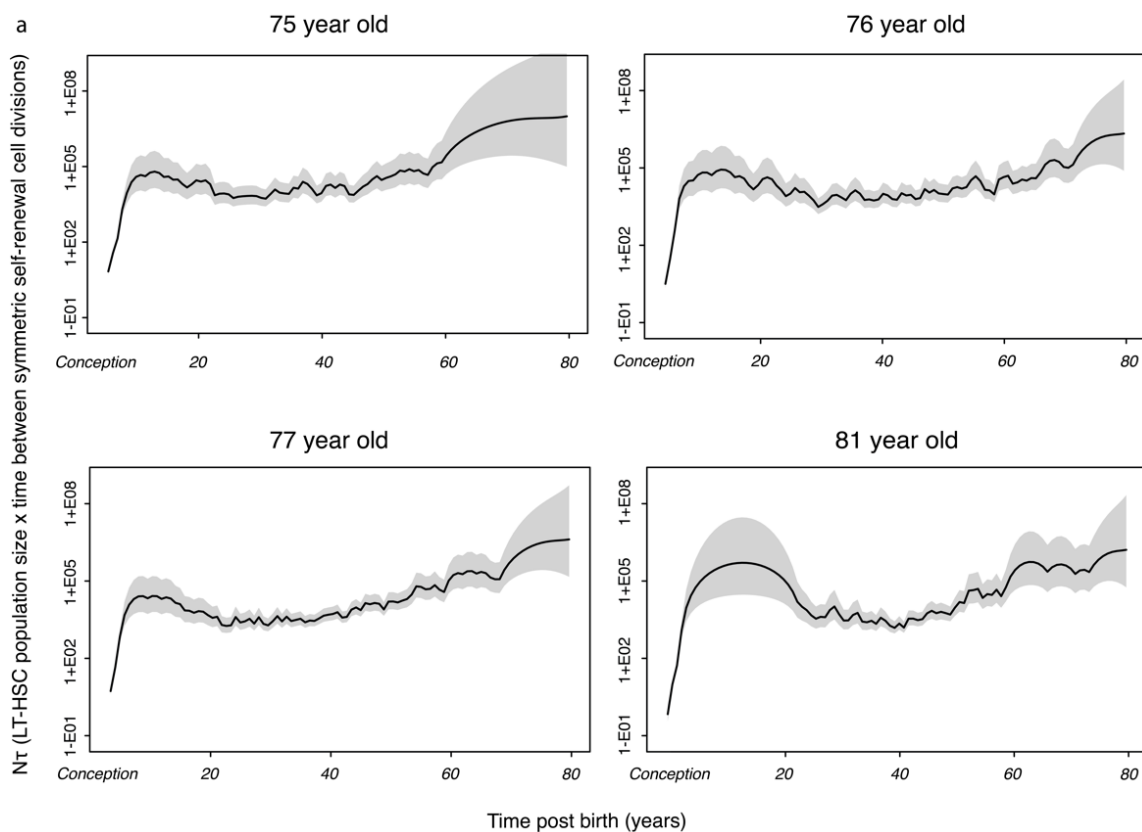 a
75 year old
76 year old
1+E08
1+E05
1+E02
1-E01
Conception 20 40 60 80
1+E08
1+E05
1+E02
1-E01
Conception 20 40 60 80
77 year old
81 year old
1+E08
1+E05
1+E02
1-E01
Conception 20 40 60 80
1+E08
1+E05
1+E02
1-E01
Conception 20 40 60 80
Nτ (LT-HSC population size x time between symmetric self-renewal cell divisions)
Time post birth (years)